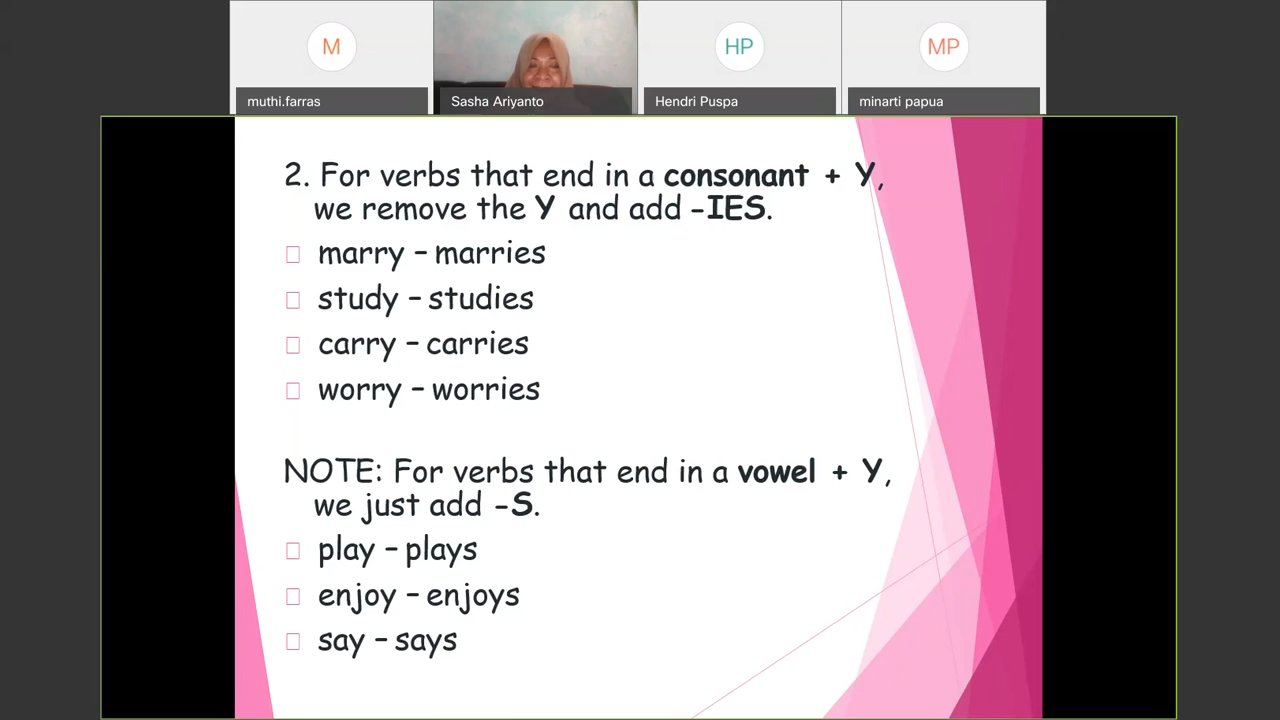 M
HP
MP
muthi.farras
Sasha Ariyanto
Hendri Puspa
minarti papua
2. For verbs that end in a consonant + Y,
we remove the Y and add -IES.
marry – marries
study – studies
carry – carries
worry – worries
NOTE: For verbs that end in a vowel + Y,
we just add -S.
play – plays
enjoy – enjoys
say – says